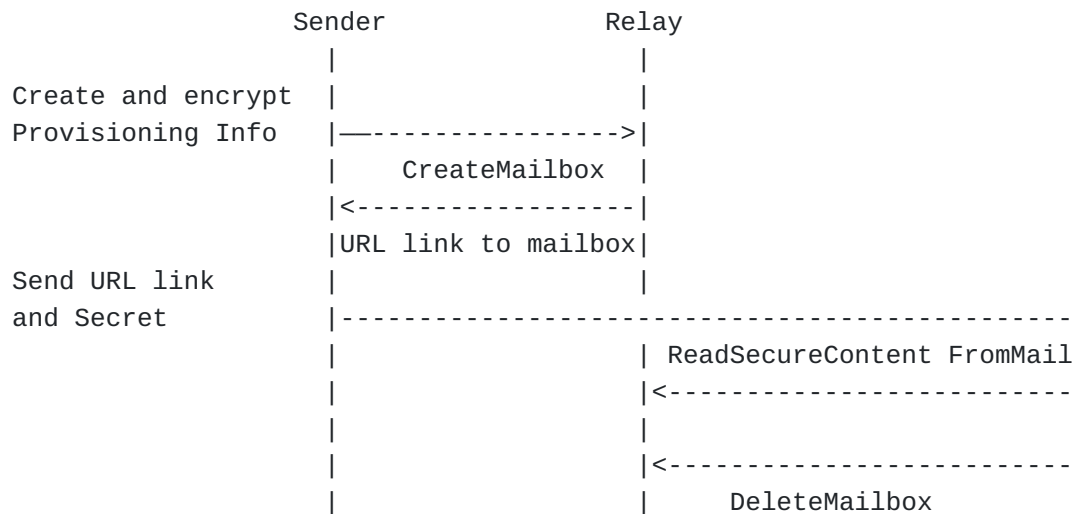 Sender Relay
Create and encrypt
Provisioning Info
CreateMailbox
URL link to mailbox
Send URL link
and Secret
ReadSecureContent FromMail
DeleteMailbox